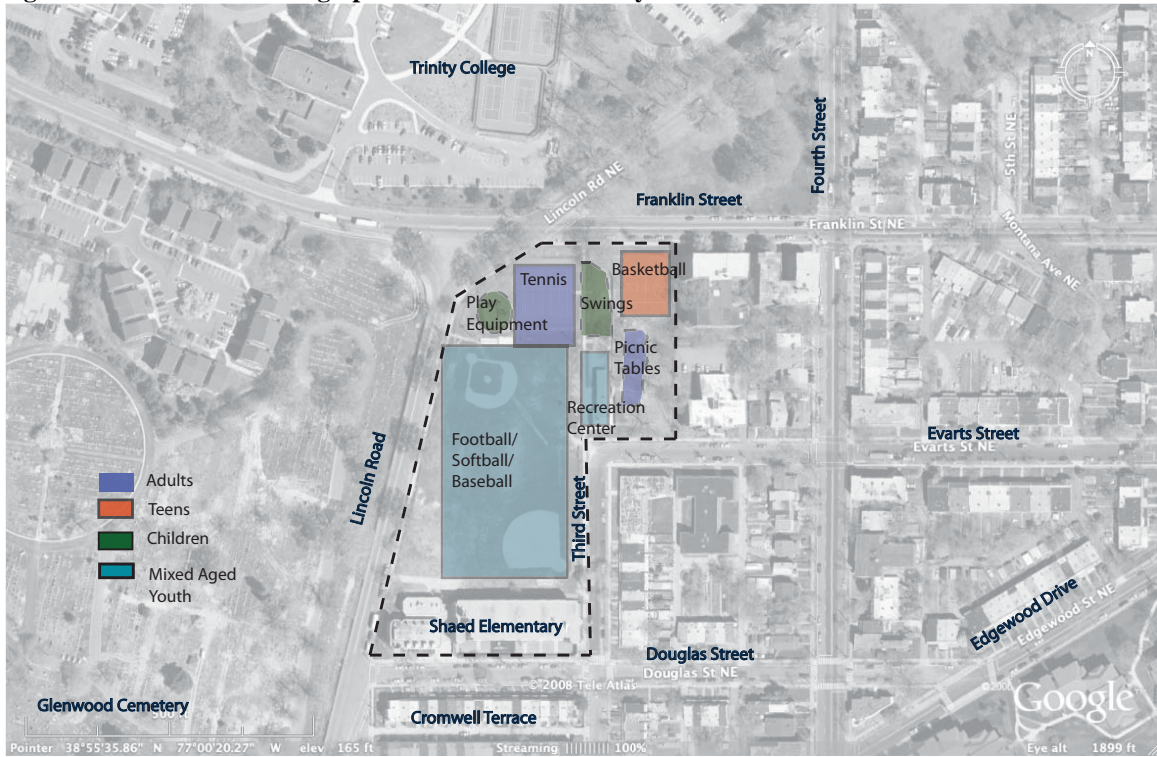 Trinity College
N
Fourth Street
5th St NE
Lincoln Rd NE
Franklin Street
Franklin St NE
Montana Ave NE
Basketball
Tennis
Play
Equipment
Swings
Picnic
Tables
Recreation
Center
Football/
Softball/
Baseball
Lincoln Road
Third Street
Evarts Street
Evarts St NE
Adults
Teens
Children
Mixed Aged
Youth
Edgewood Drive
Edgewood St NE
Shaed Elementary
Douglas Street
Douglas St NE
© 2008 Tele Atlas
Google
Glenwood Cemetery
Cromwell Terrace
Pointer 38°55'35.86" N 77°00'20.27" W elev 165 ft
Streaming |||||||||| 100%
Eye alt 1899 ft